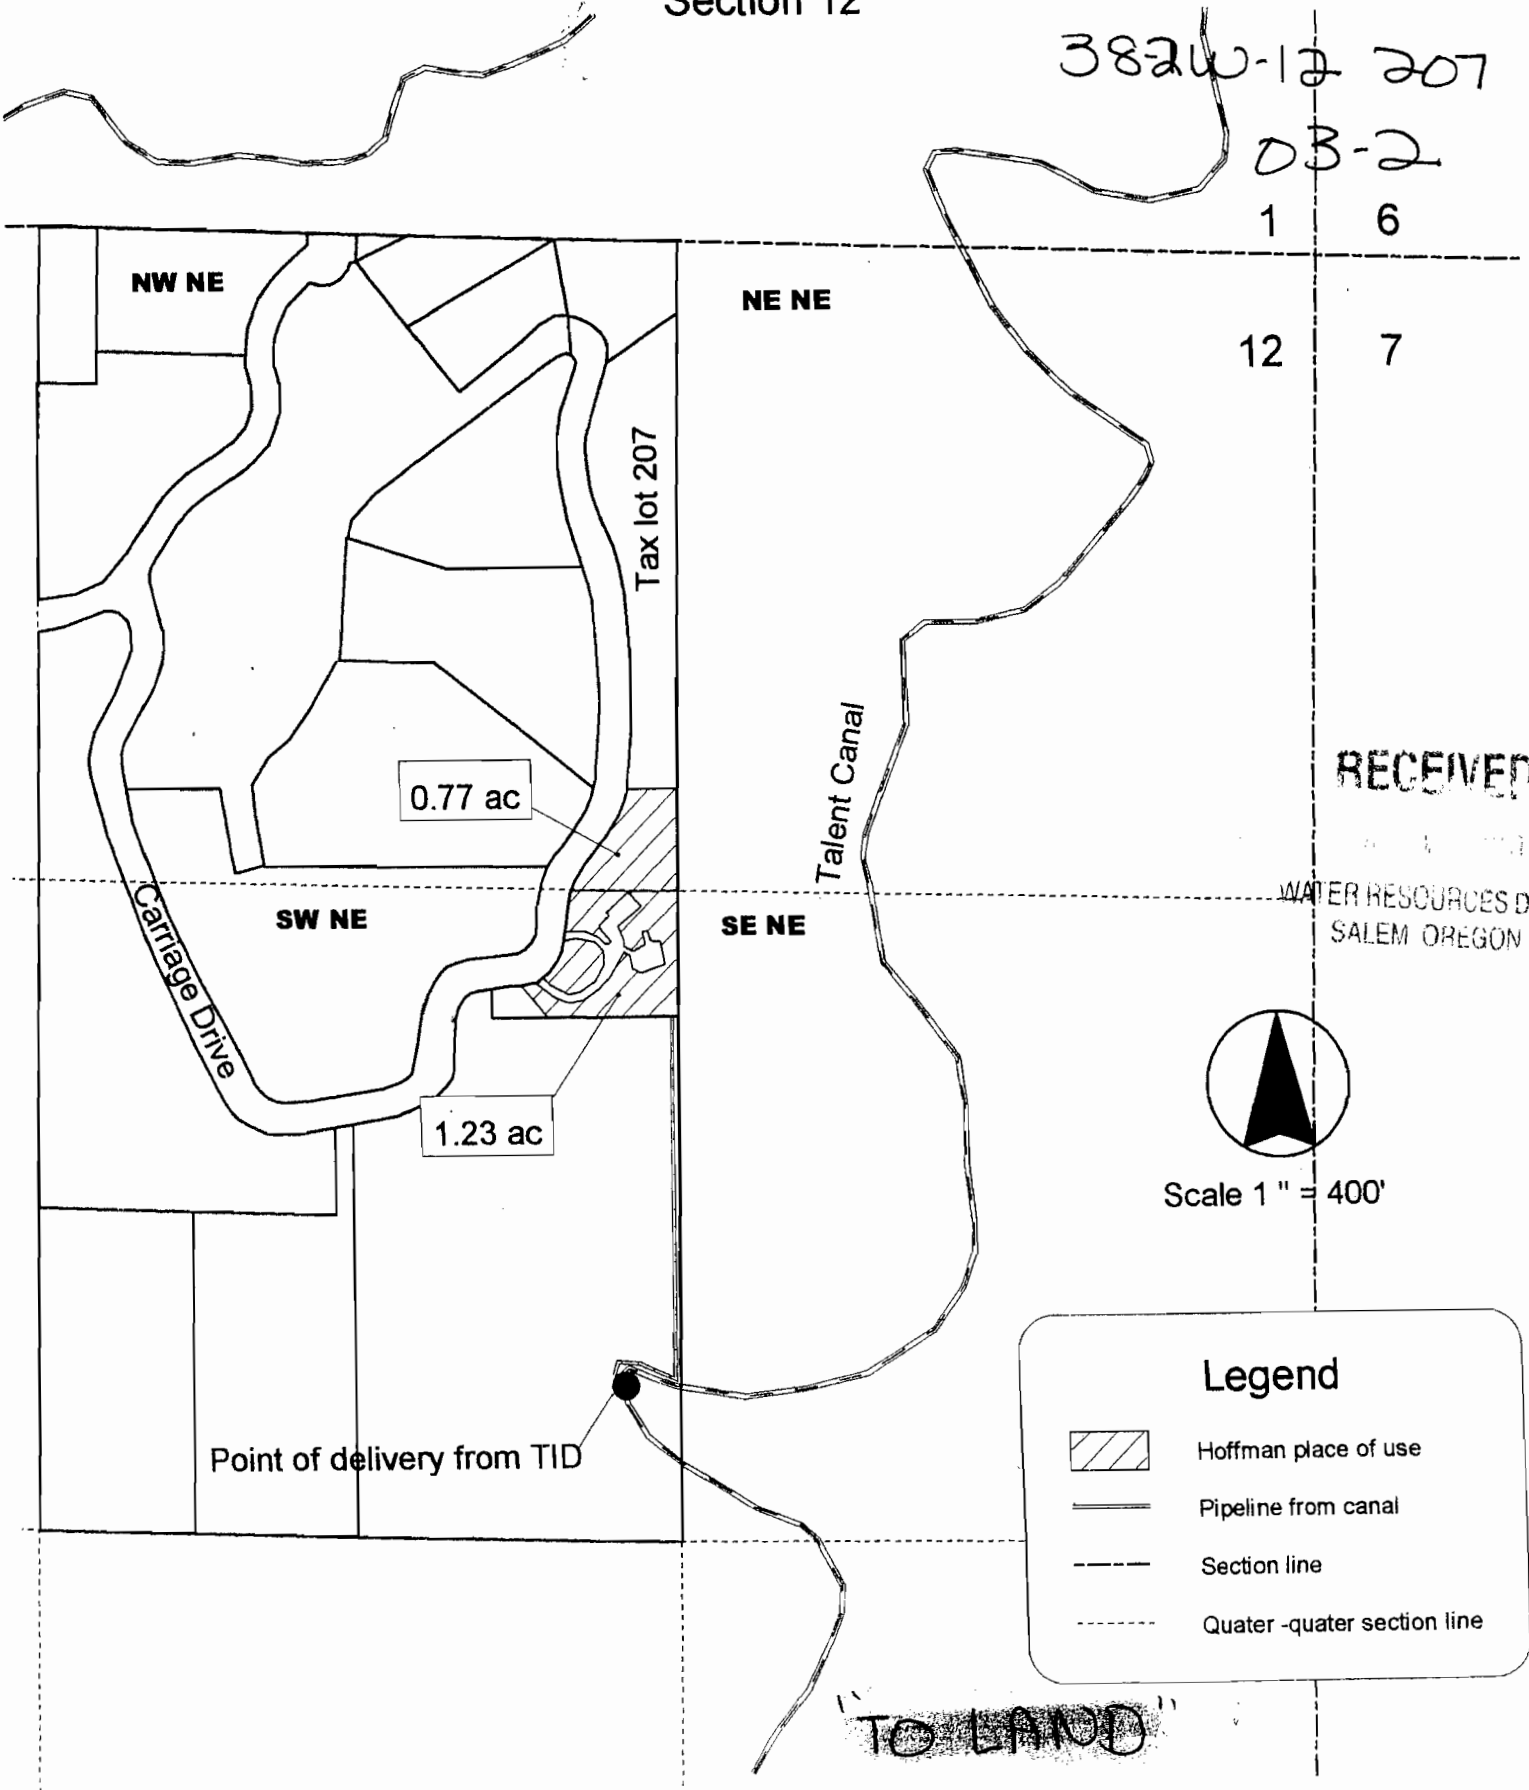 Section 12
382W-12 207
03-2
1 6
NW NE
NE NE
12 7
Tax lot 207
Talent Canal
0.77 ac
RECEIVED
WATER RESOURCES D
SALEM OREGON
SW NE
SE NE
Carriage Drive
1.23 ac
Scale 1 " = 400'
Point of delivery from TID
Legend
Hoffman place of use
Pipeline from canal
Section line
Quater -quater section line
"TO LAND"